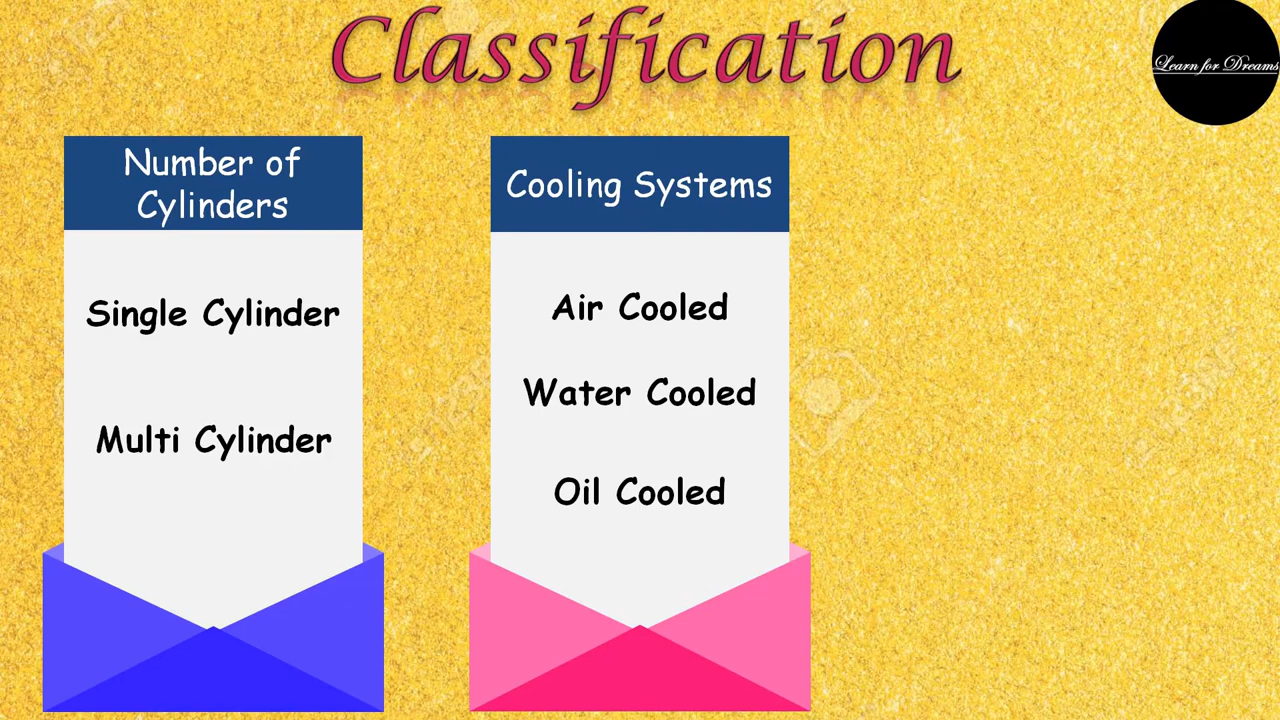 Classification
Learn for Dreams
Number of
Cylinders
Single Cylinder
Multi Cylinder
Cooling Systems
Air Cooled
Water Cooled
Oil Cooled